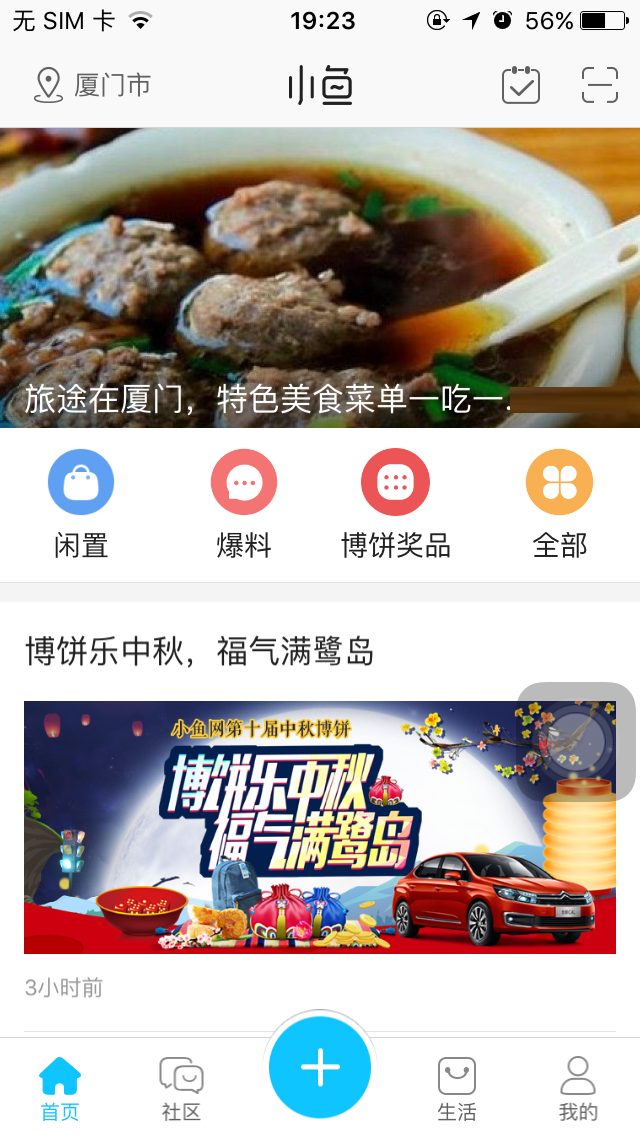 无 SIM 卡
19:23
56%
厦门市
小鱼
旅途在厦门，特色美食菜单一吃一.
闲置
爆料
博饼奖品
全部
博饼乐中秋，福气满鹭岛
小鱼网第十届中秋博饼
博饼乐中秋
福气满鹭岛
3小时前
首页
社区
生活
我的